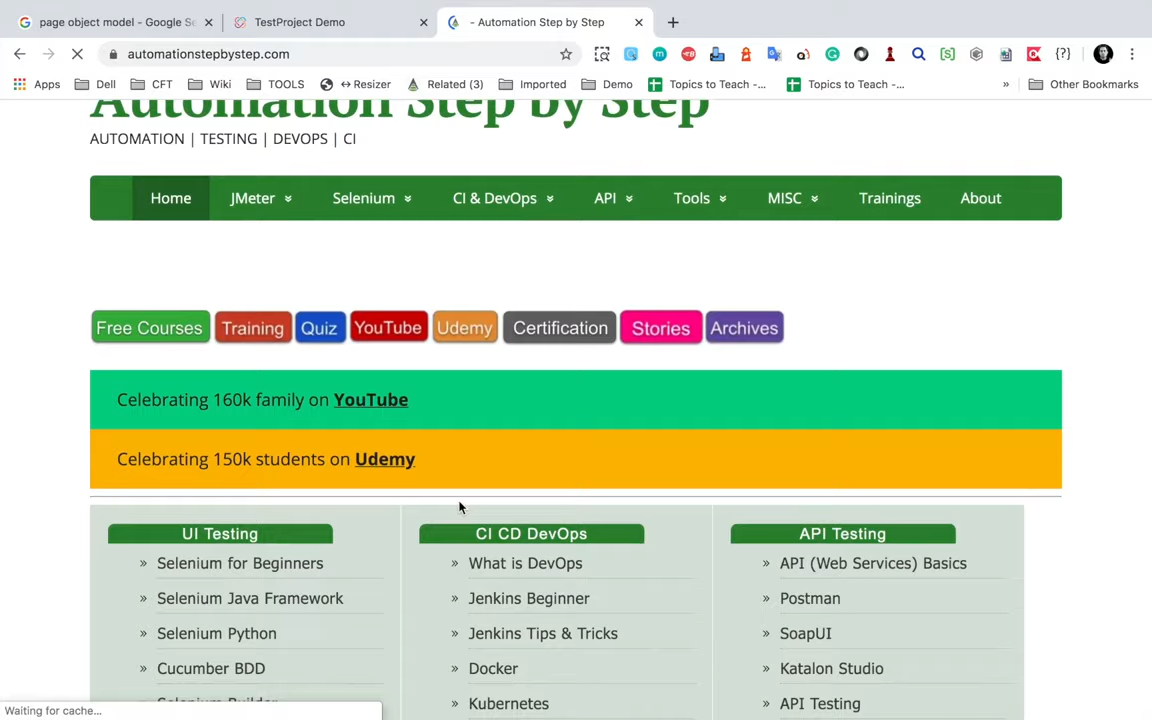 page object model - Google Se
TestProject Demo
- Automation Step by Step
automationstepbystep.com
Apps
Dell
CFT
Wiki
TOOLS
Resizer
Related (3)
Imported
Demo
Topics to Teach -...
Topics to Teach -...
»
Other Bookmarks
Automation Step by Step
AUTOMATION | TESTING | DEVOPS | CI
Home
JMeter
Selenium
CI & DevOps
API
Tools
MISC
Trainings
About
Free Courses
Training
Quiz
YouTube
Udemy
Certification
Stories
Archives
Celebrating 160k family on YouTube
Celebrating 150k students on Udemy
UI Testing
» Selenium for Beginners
» Selenium Java Framework
» Selenium Python
» Cucumber BDD
Selenium Builder
CI CD DevOps
» What is DevOps
» Jenkins Beginner
» Jenkins Tips & Tricks
» Docker
» Kubernetes
API Testing
» API (Web Services) Basics
» Postman
» SoapUI
» Katalon Studio
» API Testing
Waiting for cache...